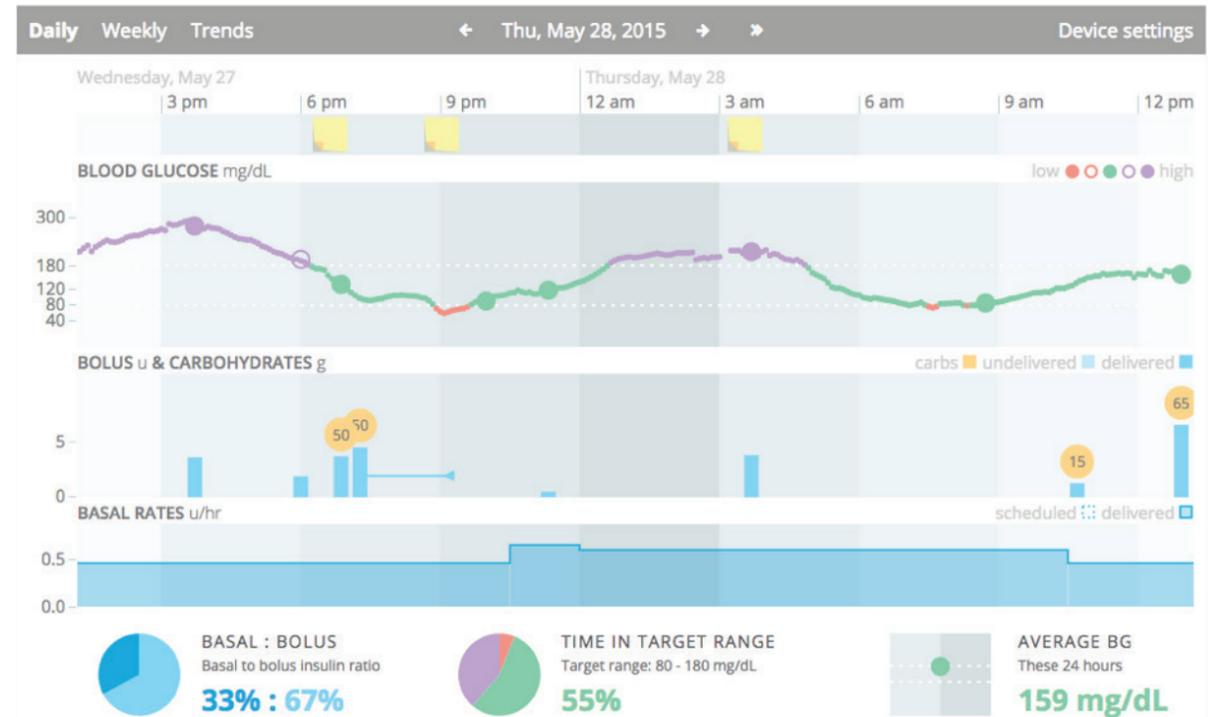 Daily Weekly Trends ← Thu, May 28, 2015 → » Device settings
Wednesday, May 27 Thursday, May 28
3 pm 6 pm 9 pm 12 am 3 am 6 am 9 am 12 pm
BLOOD GLUCOSE mg/dL low high
300
180
120
80
40
BOLUS u & CARBOHYDRATES g carbs undelivered delivered
65
50 50
5
15
0
BASAL RATES u/hr scheduled delivered
0.5
0.0
BASAL : BOLUS
Basal to bolus insulin ratio
33% : 67%
TIME IN TARGET RANGE
Target range: 80 - 180 mg/dL
55%
AVERAGE BG
These 24 hours
159 mg/dL